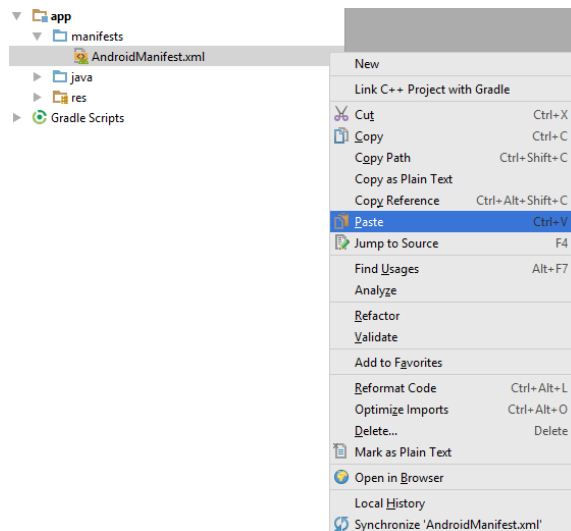 app
manifests
AndroidManifest.xml
java
res
Gradle Scripts
New
Link C++ Project with Gradle
Cut Ctrl+X
Copy Ctrl+C
Copy Path Ctrl+Shift+C
Copy as Plain Text
Copy Reference Ctrl+Alt+Shift+C
Paste Ctrl+V
Jump to Source F4
Find Usages Alt+F7
Analyze
Refactor
Validate
Add to Favorites
Reformat Code Ctrl+Alt+L
Optimize Imports Ctrl+Alt+O
Delete... Delete
Mark as Plain Text
Open in Browser
Local History
Synchronize 'AndroidManifest.xml'